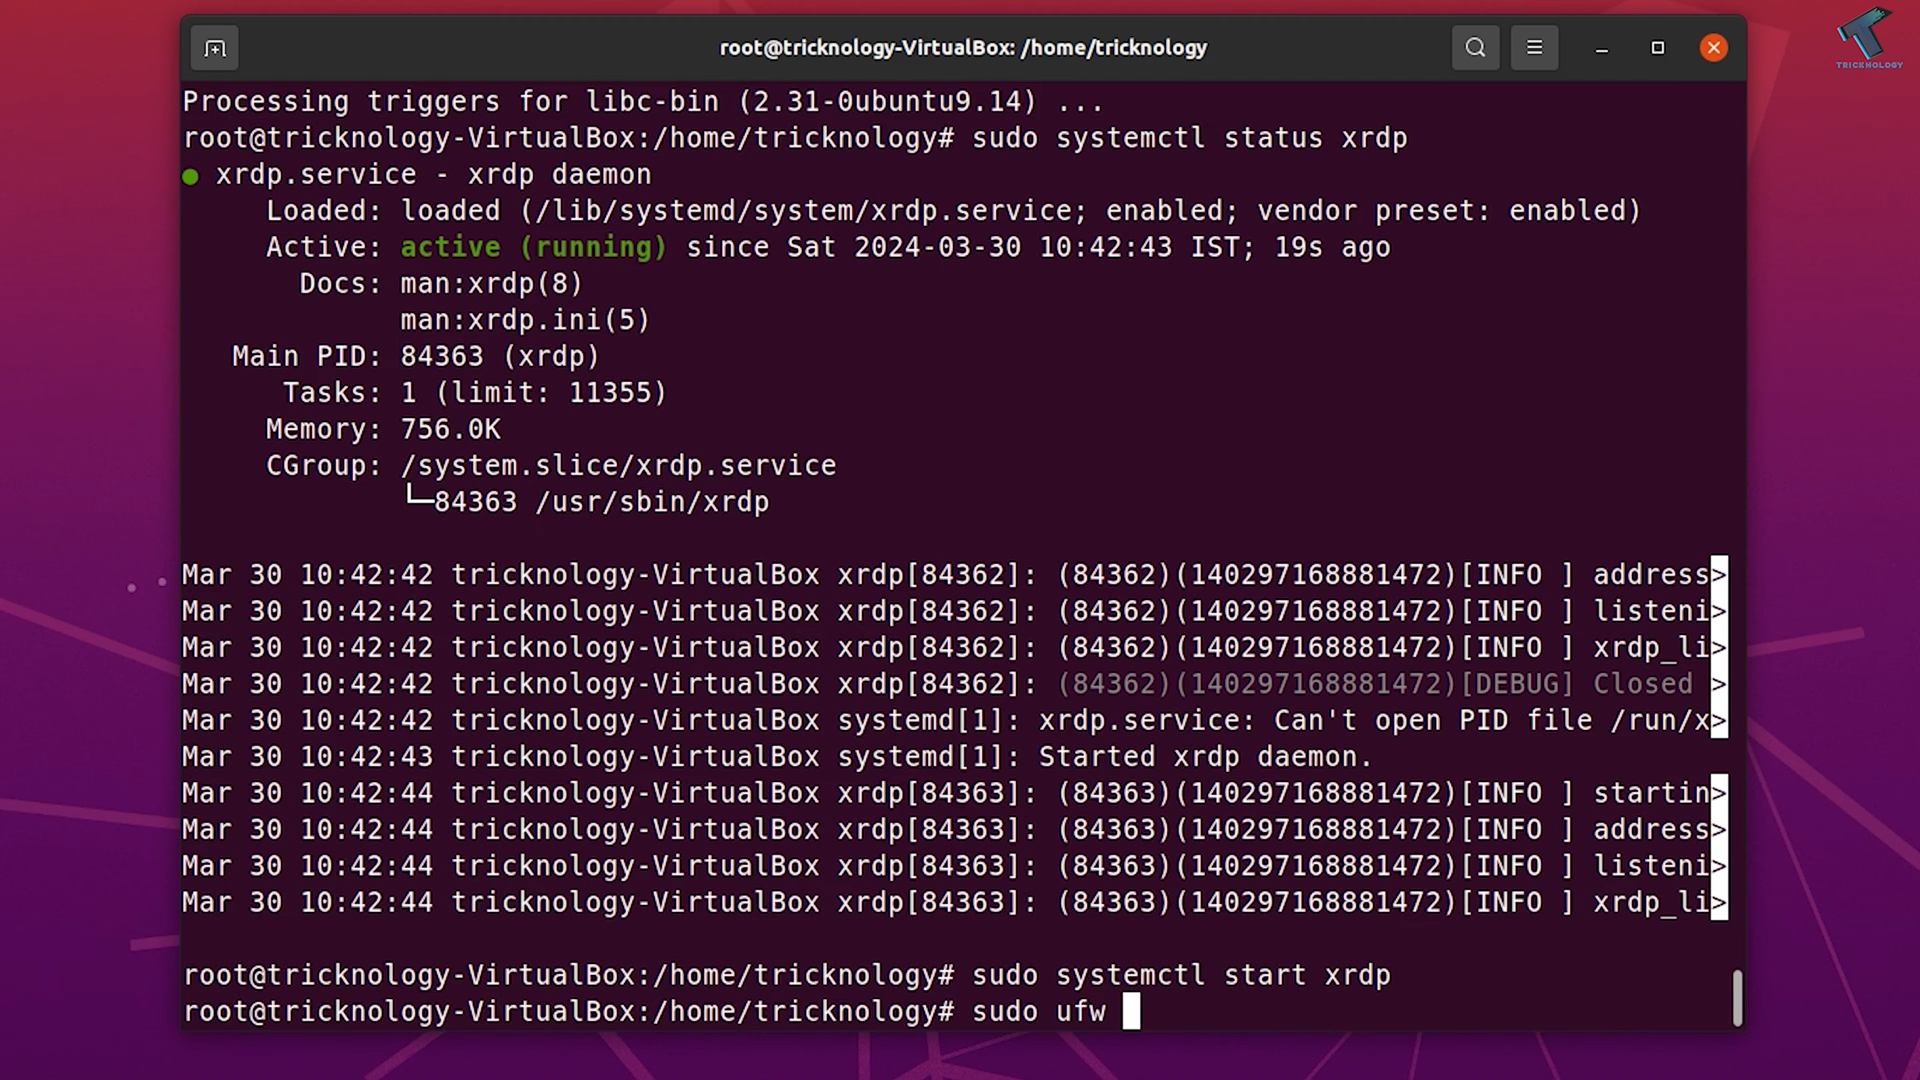 root@tricknology-VirtualBox: /home/tricknology
TRICKNOLOGY
Processing triggers for libc-bin (2.31-0ubuntu9.14) ...
root@tricknology-VirtualBox:/home/tricknology# sudo systemctl status xrdp
● xrdp.service - xrdp daemon
Loaded: loaded (/lib/systemd/system/xrdp.service; enabled; vendor preset: enabled)
Active: active (running) since Sat 2024-03-30 10:42:43 IST; 19s ago
Docs: man:xrdp(8)
man:xrdp.ini(5)
Main PID: 84363 (xrdp)
Tasks: 1 (limit: 11355)
Memory: 756.0K
CGroup: /system.slice/xrdp.service
└─84363 /usr/sbin/xrdp
Mar 30 10:42:42 tricknology-VirtualBox xrdp[84362]: (84362)(140297168881472)[INFO ] address>
Mar 30 10:42:42 tricknology-VirtualBox xrdp[84362]: (84362)(140297168881472)[INFO ] listeni>
Mar 30 10:42:42 tricknology-VirtualBox xrdp[84362]: (84362)(140297168881472)[INFO ] xrdp_li>
Mar 30 10:42:42 tricknology-VirtualBox xrdp[84362]: (84362)(140297168881472)[DEBUG] Closed >
Mar 30 10:42:42 tricknology-VirtualBox systemd[1]: xrdp.service: Can't open PID file /run/x>
Mar 30 10:42:43 tricknology-VirtualBox systemd[1]: Started xrdp daemon.
Mar 30 10:42:44 tricknology-VirtualBox xrdp[84363]: (84363)(140297168881472)[INFO ] startin>
Mar 30 10:42:44 tricknology-VirtualBox xrdp[84363]: (84363)(140297168881472)[INFO ] address>
Mar 30 10:42:44 tricknology-VirtualBox xrdp[84363]: (84363)(140297168881472)[INFO ] listeni>
Mar 30 10:42:44 tricknology-VirtualBox xrdp[84363]: (84363)(140297168881472)[INFO ] xrdp_li>
root@tricknology-VirtualBox:/home/tricknology# sudo systemctl start xrdp
root@tricknology-VirtualBox:/home/tricknology# sudo ufw